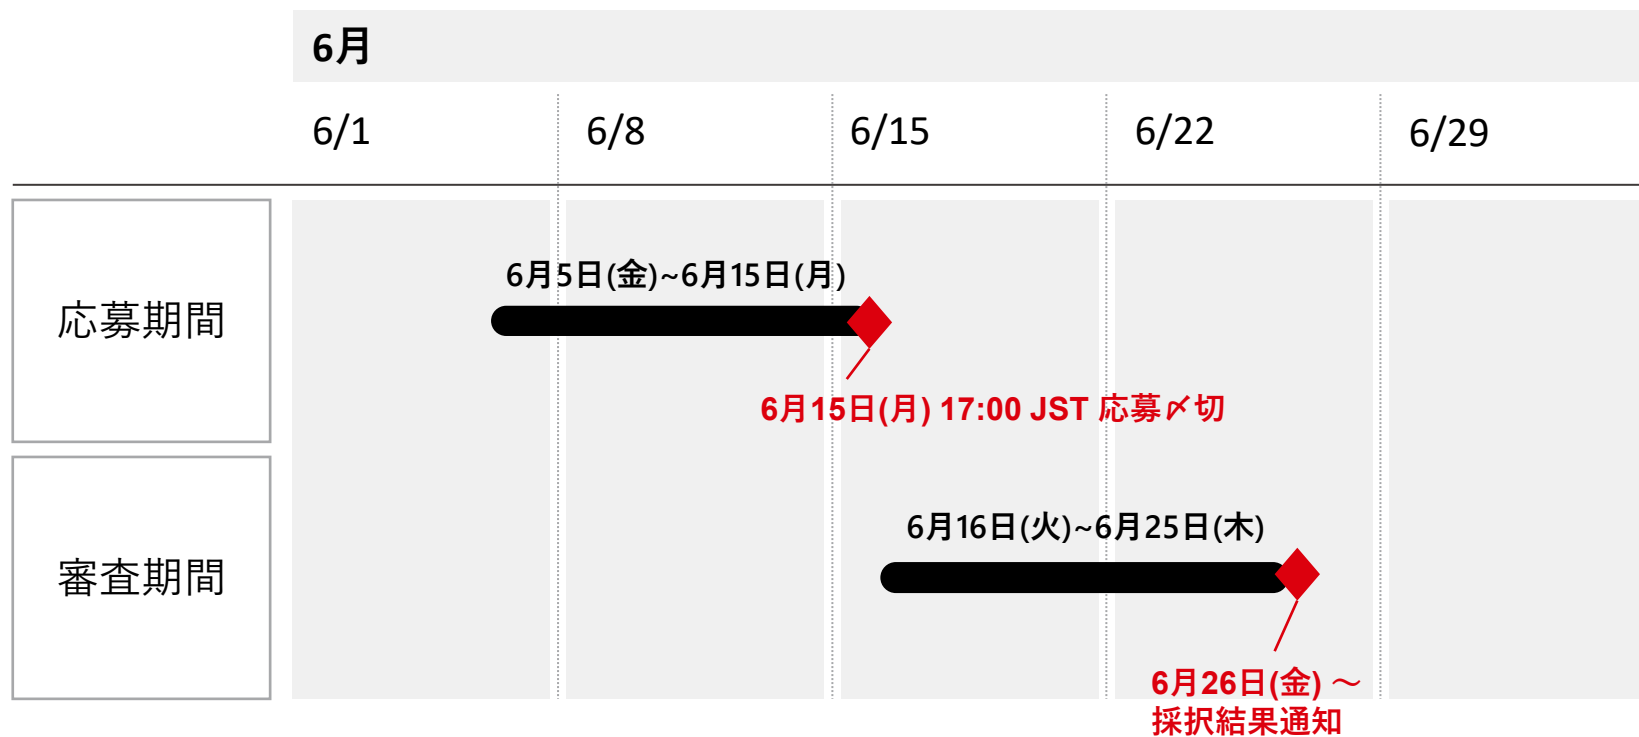 6月
6/1
6/8
6/15
6/22
6/29
応募期間
6月5日(金)~6月15日(月)
6月15日(月) 17:00 JST 応募〆切
審査期間
6月16日(火)~6月25日(木)
6月26日(金) ～
採択結果通知